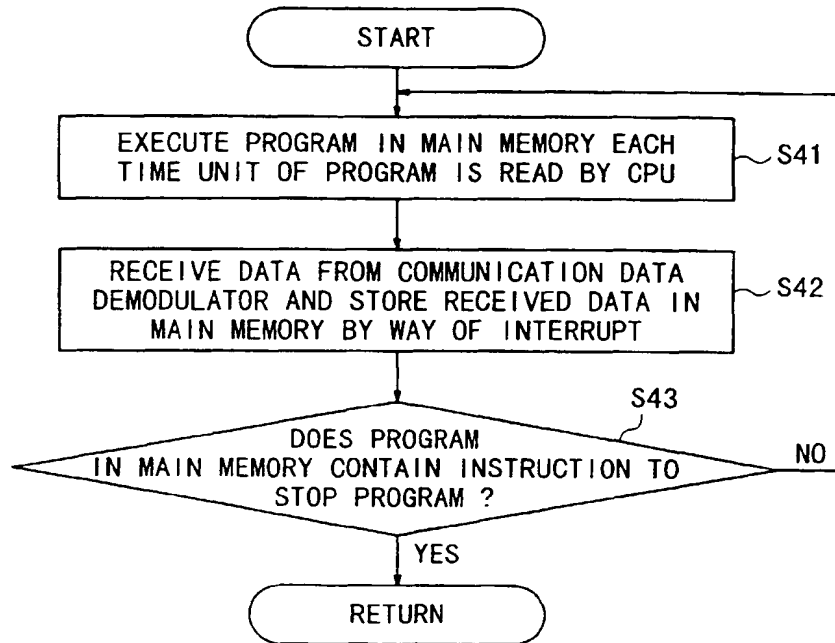 START
EXECUTE PROGRAM IN MAIN MEMORY EACH
TIME UNIT OF PROGRAM IS READ BY CPU
S41
RECEIVE DATA FROM COMMUNICATION DATA
DEMODULATOR AND STORE RECEIVED DATA IN
MAIN MEMORY BY WAY OF INTERRUPT
S42
S43
DOES PROGRAM
IN MAIN MEMORY CONTAIN INSTRUCTION TO
STOP PROGRAM ?
NO
YES
RETURN